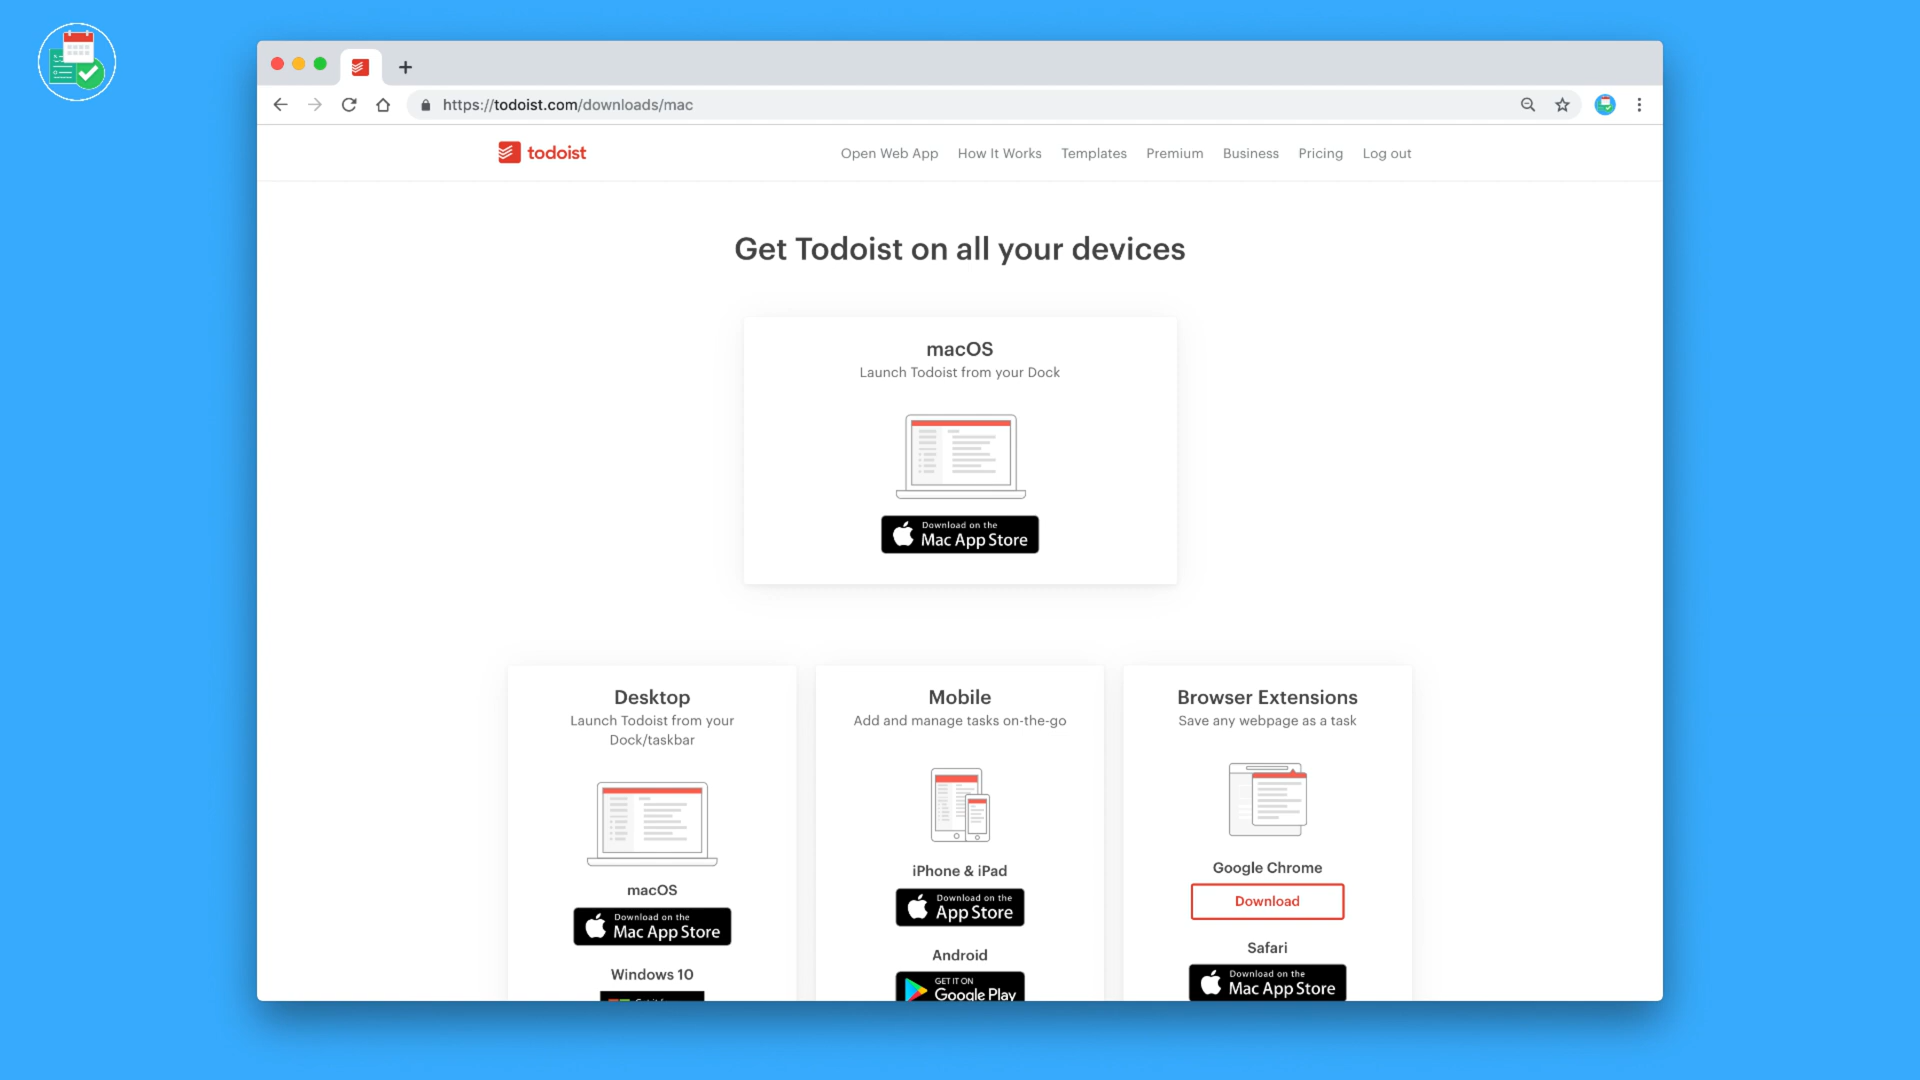 https://todoist.com/downloads/mac
todoist
Open Web App How It Works Templates Premium Business Pricing Log out
Get Todoist on all your devices
macOS
Launch Todoist from your Dock
Download on the
Mac App Store
Desktop
Launch Todoist from your
Dock/taskbar
macOS
Download on the
Mac App Store
Windows 10
Mobile
Add and manage tasks on-the-go
iPhone & iPad
Download on the
App Store
Android
GET IT ON
Google Play
Browser Extensions
Save any webpage as a task
Google Chrome
Download
Safari
Download on the
Mac App Store